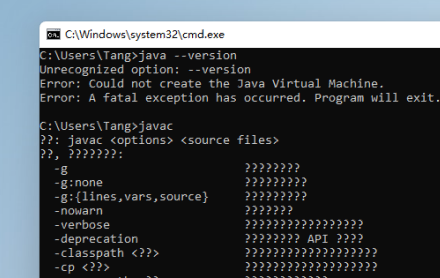 C:\Windows\system32\cmd.exe
C:\Users\Tang>java --version
Unrecognized option: --version
Error: Could not create the Java Virtual Machine.
Error: A fatal exception has occurred. Program will exit.
C:\Users\Tang>javac
??: javac <options> <source files>
??, ???????:
-g ????????
-g:none ?????????
-g:{lines,vars,source} ?????????
-nowarn ???????
-verbose ?????????????????
-deprecation ???????? API ????
-classpath <??> ???????????????????
-cp <??> ???????????????????